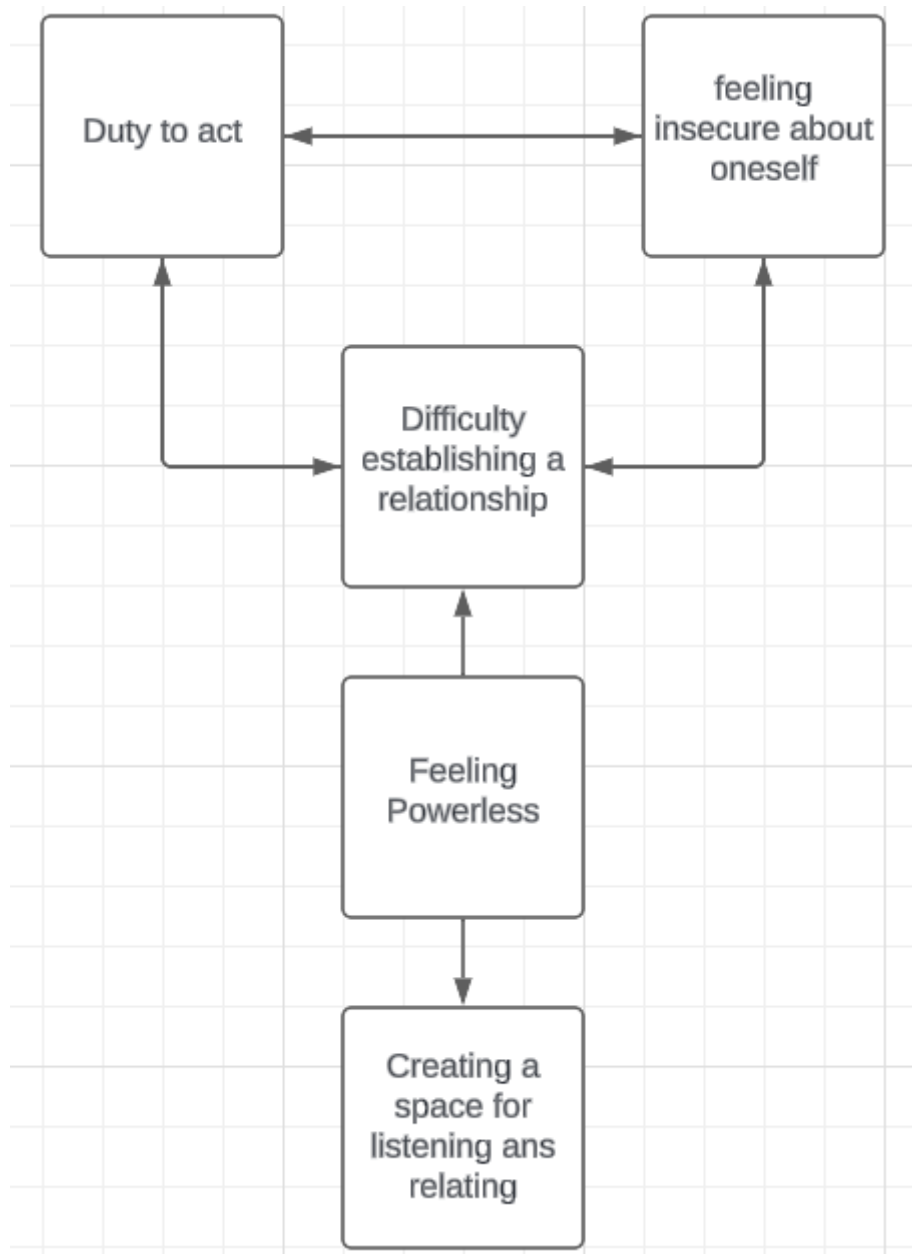 Duty to act
feeling
insecure about
oneself
Difficulty
establishing a
relationship
Feeling
Powerless
Creating a
space for
listening ans
relating